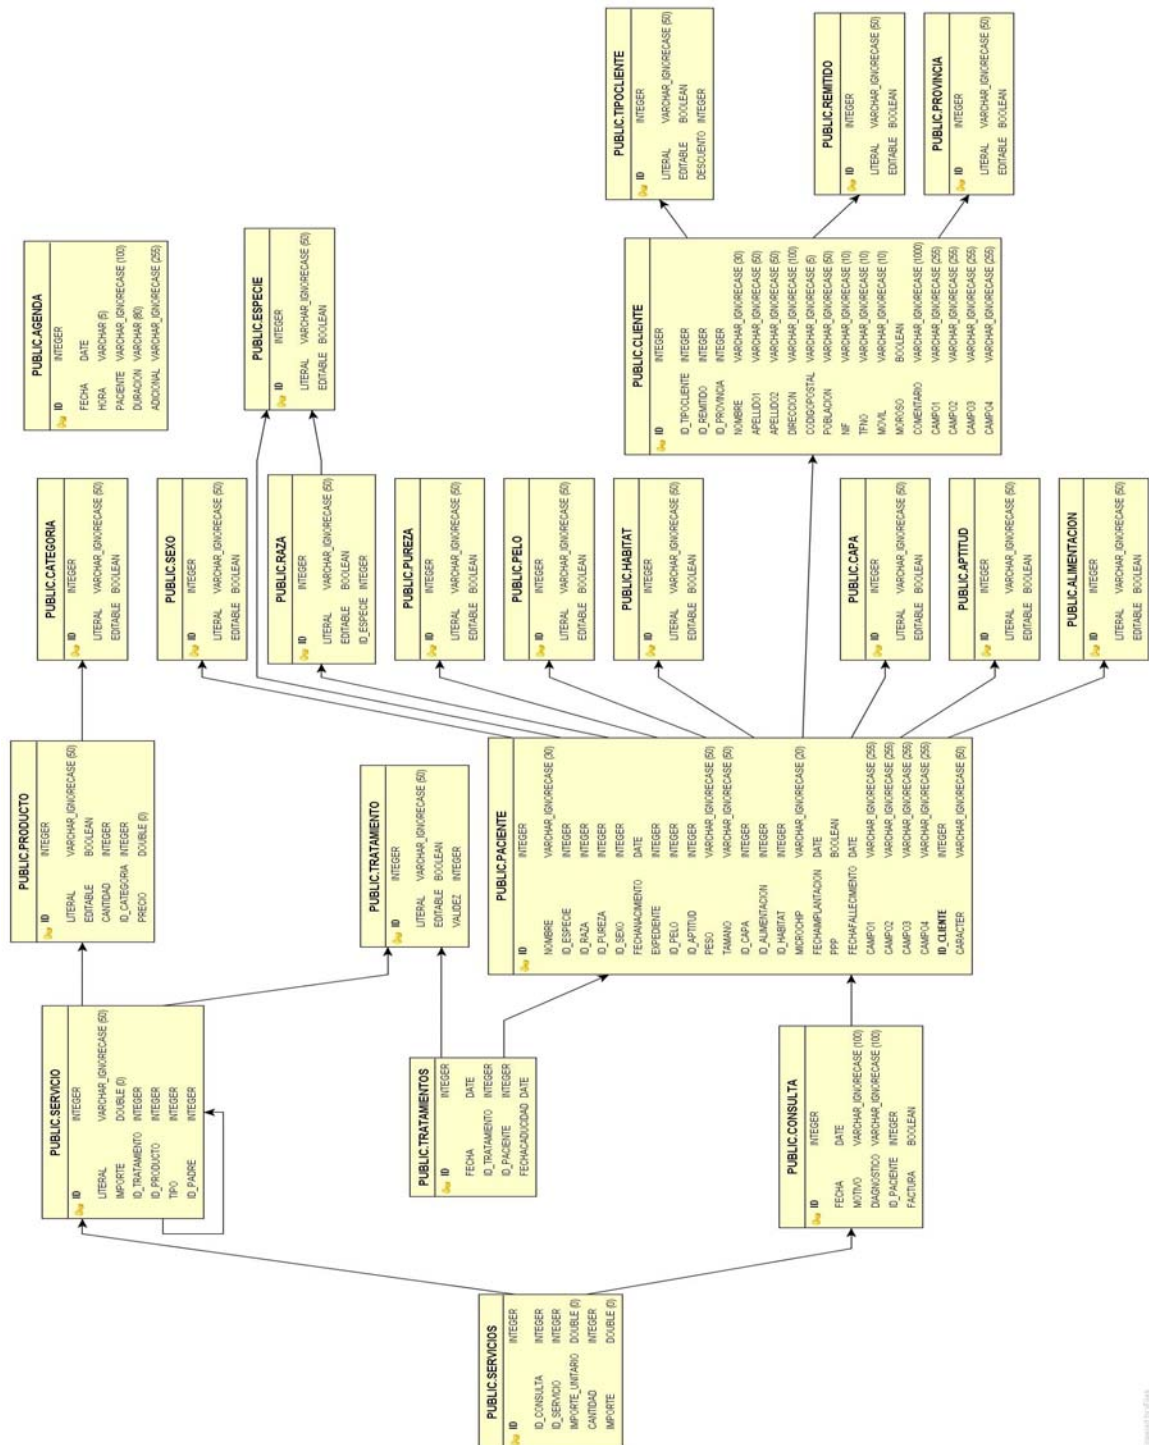 PUBLIC.AGENDA
ID INTEGER
FECHA DATE
HORA VARCHAR (5)
PACIENTE VARCHAR_IGNORECASE (100)
DURACION VARCHAR (80)
ADICIONAL VARCHAR_IGNORECASE (255)
PUBLIC.PRODUCTO
ID INTEGER
LITERAL VARCHAR_IGNORECASE (50)
EDITABLE BOOLEAN
CANTIDAD INTEGER
ID_CATEGORIA INTEGER
PRECIO DOUBLE (0)
PUBLIC.CATEGORIA
ID INTEGER
LITERAL VARCHAR_IGNORECASE (50)
EDITABLE BOOLEAN
PUBLIC.SERVICIO
ID INTEGER
LITERAL VARCHAR_IGNORECASE (50)
IMPORTE DOUBLE (0)
ID_TRATAMIENTO INTEGER
ID_PRODUCTO INTEGER
TIPO INTEGER
ID_PADRE INTEGER
PUBLIC.SEXO
ID INTEGER
LITERAL VARCHAR_IGNORECASE (50)
EDITABLE BOOLEAN
PUBLIC.ESPECIE
ID INTEGER
LITERAL VARCHAR_IGNORECASE (50)
EDITABLE BOOLEAN
PUBLIC.RAZA
ID INTEGER
LITERAL VARCHAR_IGNORECASE (50)
EDITABLE BOOLEAN
ID_ESPECIE INTEGER
PUBLIC.TRATAMIENTO
ID INTEGER
LITERAL VARCHAR_IGNORECASE (50)
EDITABLE BOOLEAN
VALIDEZ INTEGER
PUBLIC.PUREZA
ID INTEGER
LITERAL VARCHAR_IGNORECASE (50)
EDITABLE BOOLEAN
PUBLIC.TRATAMIENTOS
ID INTEGER
FECHA DATE
ID_TRATAMIENTO INTEGER
ID_PACIENTE INTEGER
FECHACADUCIDAD DATE
PUBLIC.SERVICIOS
ID INTEGER
ID_CONSULTA INTEGER
ID_SERVICIO INTEGER
IMPORTE_UNITARIO DOUBLE (0)
CANTIDAD INTEGER
IMPORTE DOUBLE (0)
PUBLIC.PACIENTE
ID INTEGER
NOMBRE VARCHAR_IGNORECASE (30)
ID_ESPECIE INTEGER
ID_RAZA INTEGER
ID_PUREZA INTEGER
ID_SEXO INTEGER
FECHANACIMIENTO DATE
EXPEDIENTE INTEGER
ID_PELO INTEGER
ID_APTITUD INTEGER
PESO VARCHAR_IGNORECASE (50)
TAMANO VARCHAR_IGNORECASE (50)
ID_CAPA INTEGER
ID_ALIMENTACION INTEGER
ID_HABITAT INTEGER
MICROCHIP VARCHAR_IGNORECASE (20)
FECHAIMPLANTACION DATE
PPP BOOLEAN
FECHAFALLECIMIENTO DATE
CAMPO1 VARCHAR_IGNORECASE (255)
CAMPO2 VARCHAR_IGNORECASE (255)
CAMPO3 VARCHAR_IGNORECASE (255)
CAMPO4 VARCHAR_IGNORECASE (255)
ID_CLIENTE INTEGER
CARACTER VARCHAR_IGNORECASE (50)
PUBLIC.PELO
ID INTEGER
LITERAL VARCHAR_IGNORECASE (50)
EDITABLE BOOLEAN
PUBLIC.HABITAT
ID INTEGER
LITERAL VARCHAR_IGNORECASE (50)
EDITABLE BOOLEAN
PUBLIC.TIPOCLIENTE
ID INTEGER
LITERAL VARCHAR_IGNORECASE (50)
EDITABLE BOOLEAN
DESCUENTO INTEGER
PUBLIC.CLIENTE
ID INTEGER
ID_TIPOCLIENTE INTEGER
ID_REMITIDO INTEGER
ID_PROVINCIA INTEGER
NOMBRE VARCHAR_IGNORECASE (30)
APELLIDO1 VARCHAR_IGNORECASE (50)
APELLIDO2 VARCHAR_IGNORECASE (50)
DIRECCION VARCHAR_IGNORECASE (100)
CODIGOPOSTAL VARCHAR_IGNORECASE (5)
POBLACION VARCHAR_IGNORECASE (50)
NIF VARCHAR_IGNORECASE (10)
TFNO VARCHAR_IGNORECASE (10)
MOVIL VARCHAR_IGNORECASE (10)
MOROSO BOOLEAN
COMENTARIO VARCHAR_IGNORECASE (1000)
CAMPO1 VARCHAR_IGNORECASE (255)
CAMPO2 VARCHAR_IGNORECASE (255)
CAMPO3 VARCHAR_IGNORECASE (255)
CAMPO4 VARCHAR_IGNORECASE (255)
PUBLIC.CONSULTA
ID INTEGER
FECHA DATE
MOTIVO VARCHAR_IGNORECASE (100)
DIAGNOSTICO VARCHAR_IGNORECASE (100)
ID_PACIENTE INTEGER
FACTURA BOOLEAN
PUBLIC.REMITIDO
ID INTEGER
LITERAL VARCHAR_IGNORECASE (50)
EDITABLE BOOLEAN
PUBLIC.CAPA
ID INTEGER
LITERAL VARCHAR_IGNORECASE (50)
EDITABLE BOOLEAN
PUBLIC.PROVINCIA
ID INTEGER
LITERAL VARCHAR_IGNORECASE (50)
EDITABLE BOOLEAN
PUBLIC.APTITUD
ID INTEGER
LITERAL VARCHAR_IGNORECASE (50)
EDITABLE BOOLEAN
PUBLIC.ALIMENTACION
ID INTEGER
LITERAL VARCHAR_IGNORECASE (50)
EDITABLE BOOLEAN